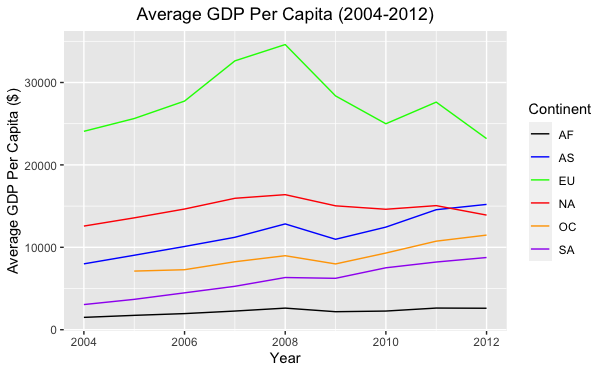 Average GDP Per Capita (2004-2012)
Average GDP Per Capita ($)
30000
20000
10000
0
2004
2006
2008
2010
2012
Year
Continent
AF
AS
EU
NA
OC
SA